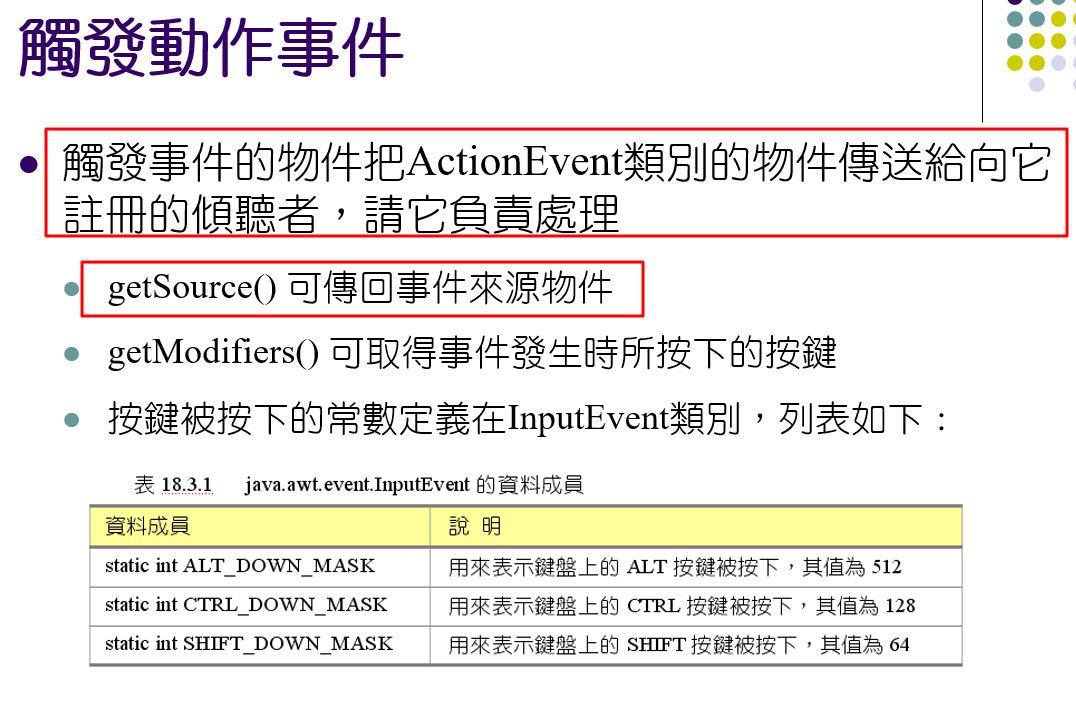 觸發動作事件
觸發事件的物件把ActionEvent類別的物件傳送給向它
註冊的傾聽者，請它負責處理
getSource() 可傳回事件來源物件
getModifiers() 可取得事件發生時所按下的按鍵
按鍵被按下的常數定義在InputEvent類別，列表如下：
表 18.3.1 java.awt.event.InputEvent 的資料成員
資料成員 說 明
static int ALT_DOWN_MASK 用來表示鍵盤上的 ALT 按鍵被按下，其值為 512
static int CTRL_DOWN_MASK 用來表示鍵盤上的 CTRL 按鍵被按下，其值為 128
static int SHIFT_DOWN_MASK 用來表示鍵盤上的 SHIFT 按鍵被按下，其值為 64